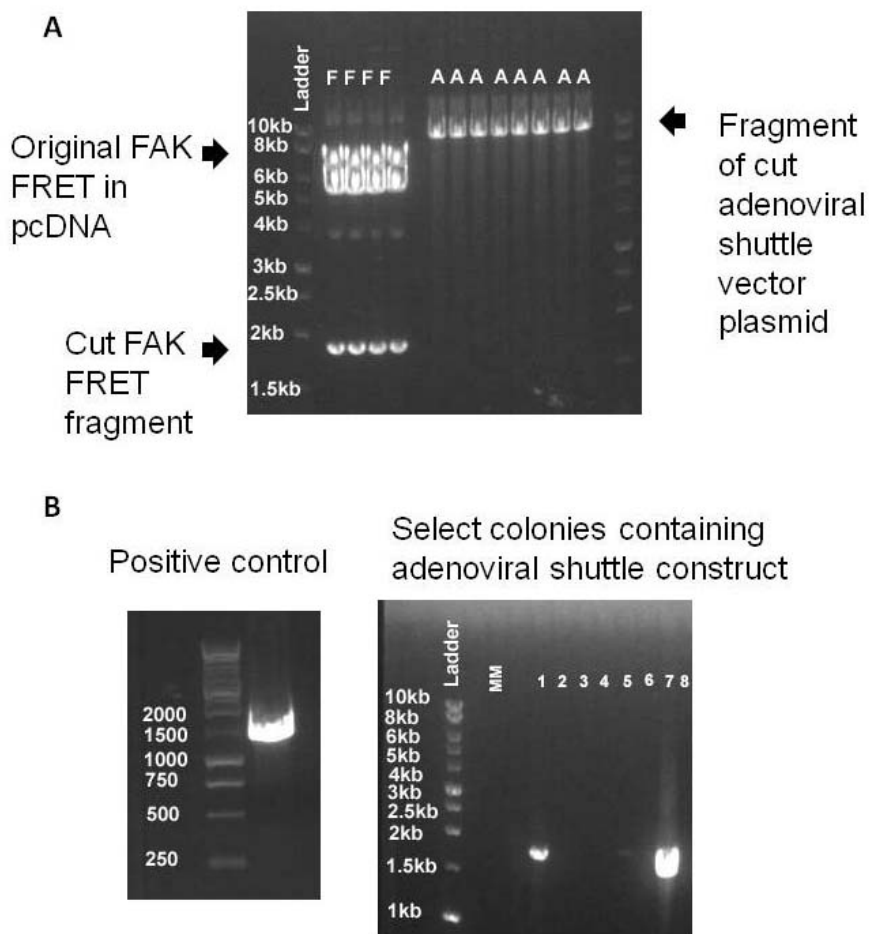 A
Original FAK
FRET in
pcDNA
Cut FAK
FRET
fragment
Ladder
F F F F
A A A A A A A A
10kb
8kb
6kb
5kb
4kb
3kb
2.5kb
2kb
1.5kb
Fragment
of cut
adenoviral
shuttle
vector
plasmid
B
Positive control
2000
1500
1000
750
500
250
Select colonies containing
adenoviral shuttle construct
Ladder
MM
1 2 3 4 5 6 7 8
10kb
8kb
6kb
5kb
4kb
3kb
2.5kb
2kb
1.5kb
1kb